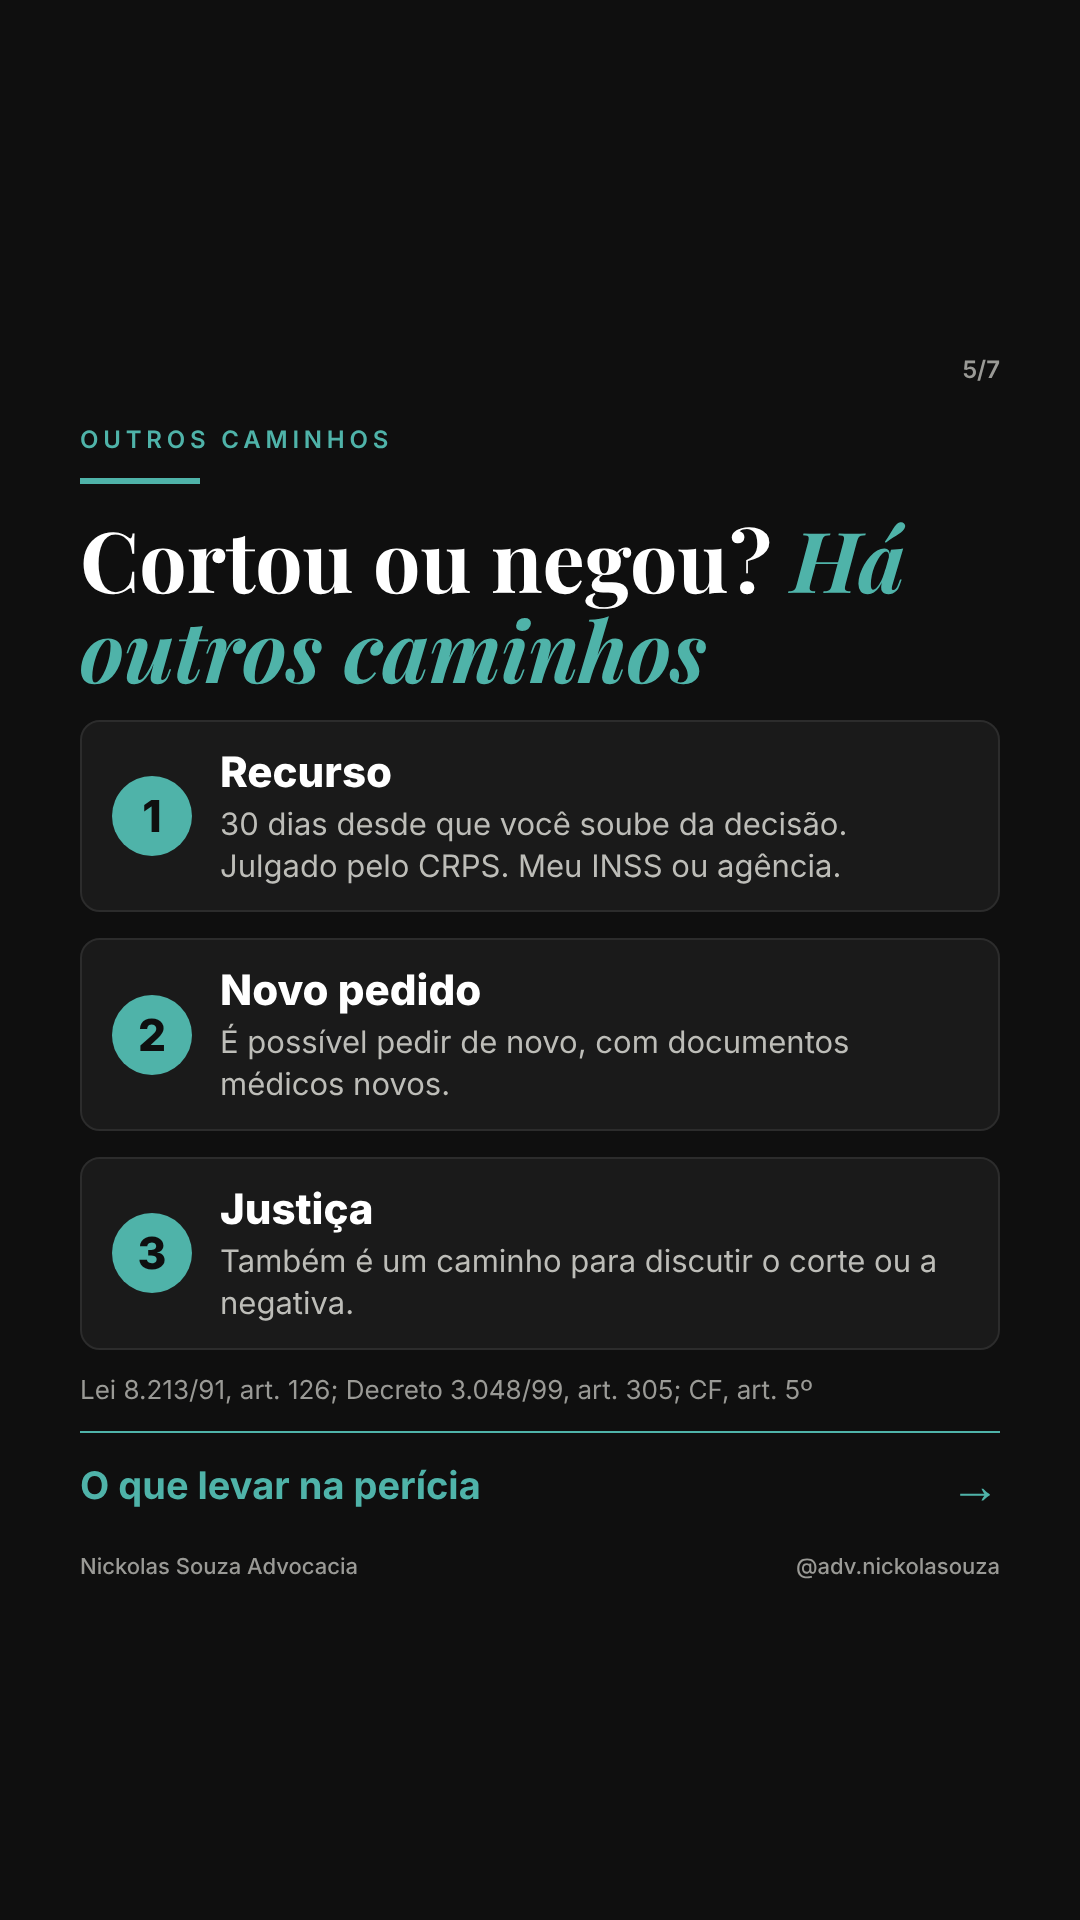 5/7
OUTROS CAMINHOS
Cortou ou negou? Há
outros caminhos
1
Recurso
30 dias desde que você soube da decisão.
Julgado pelo CRPS. Meu INSS ou agência.
2
Novo pedido
É possível pedir de novo, com documentos
médicos novos.
3
Justiça
Também é um caminho para discutir o corte ou a
negativa.
Lei 8.213/91, art. 126; Decreto 3.048/99, art. 305; CF, art. 5º
O que levar na perícia →
Nickolas Souza Advocacia @adv.nickolasouza